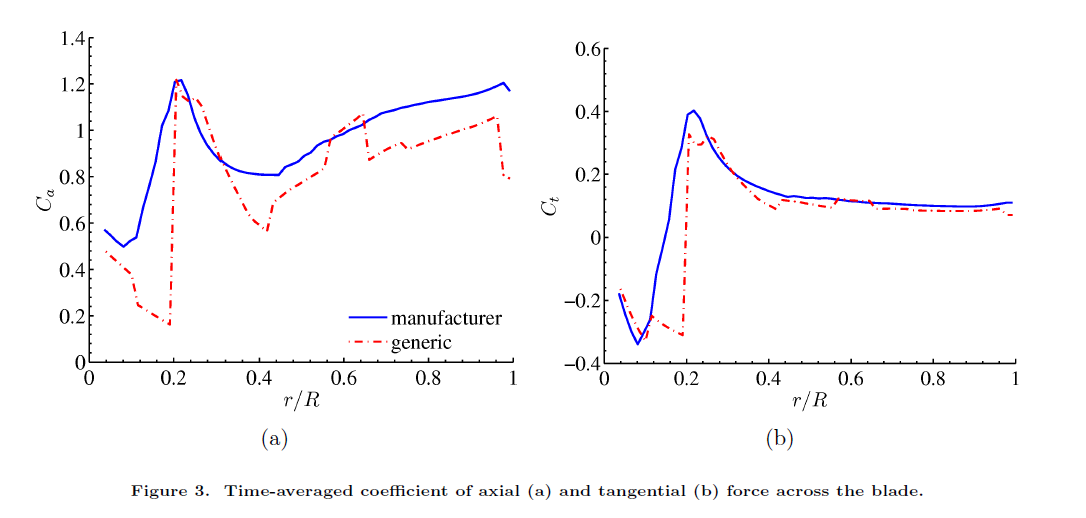 1.4
1.2
1
0.8
0.6
0.4
0.2
0
C_a
0 0.2 0.4 0.6 0.8 1
r/R
manufacturer
generic
(a)
0.6
0.4
0.2
0
−0.2
−0.4
C_t
0 0.2 0.4 0.6 0.8 1
r/R
(b)
Figure 3. Time-averaged coefficient of axial (a) and tangential (b) force across the blade.